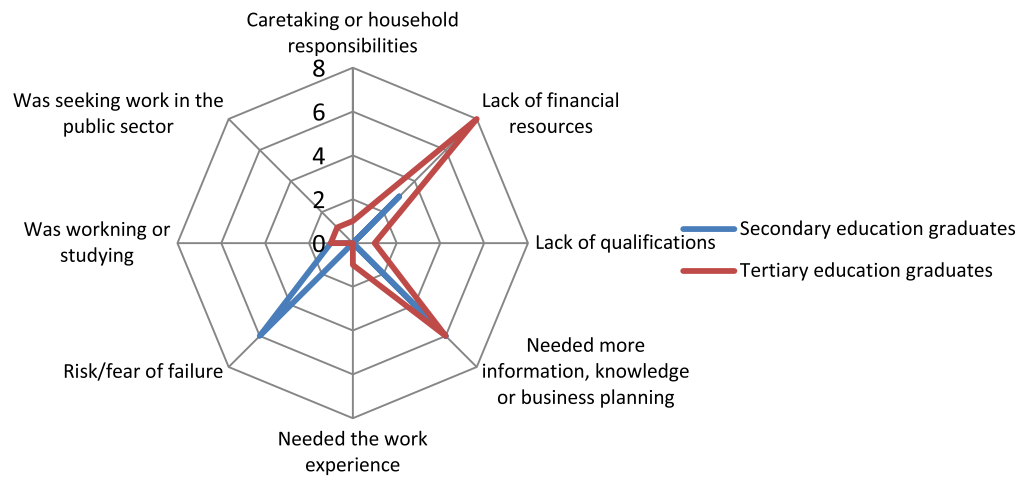 Caretaking or household
responsibilities
8
6
4
2
0
Lack of financial
resources
Lack of qualifications
Needed more
information, knowledge
or business planning
Needed the work
experience
Risk/fear of failure
Was workning or
studying
Was seeking work in the
public sector
Secondary education graduates
Tertiary education graduates